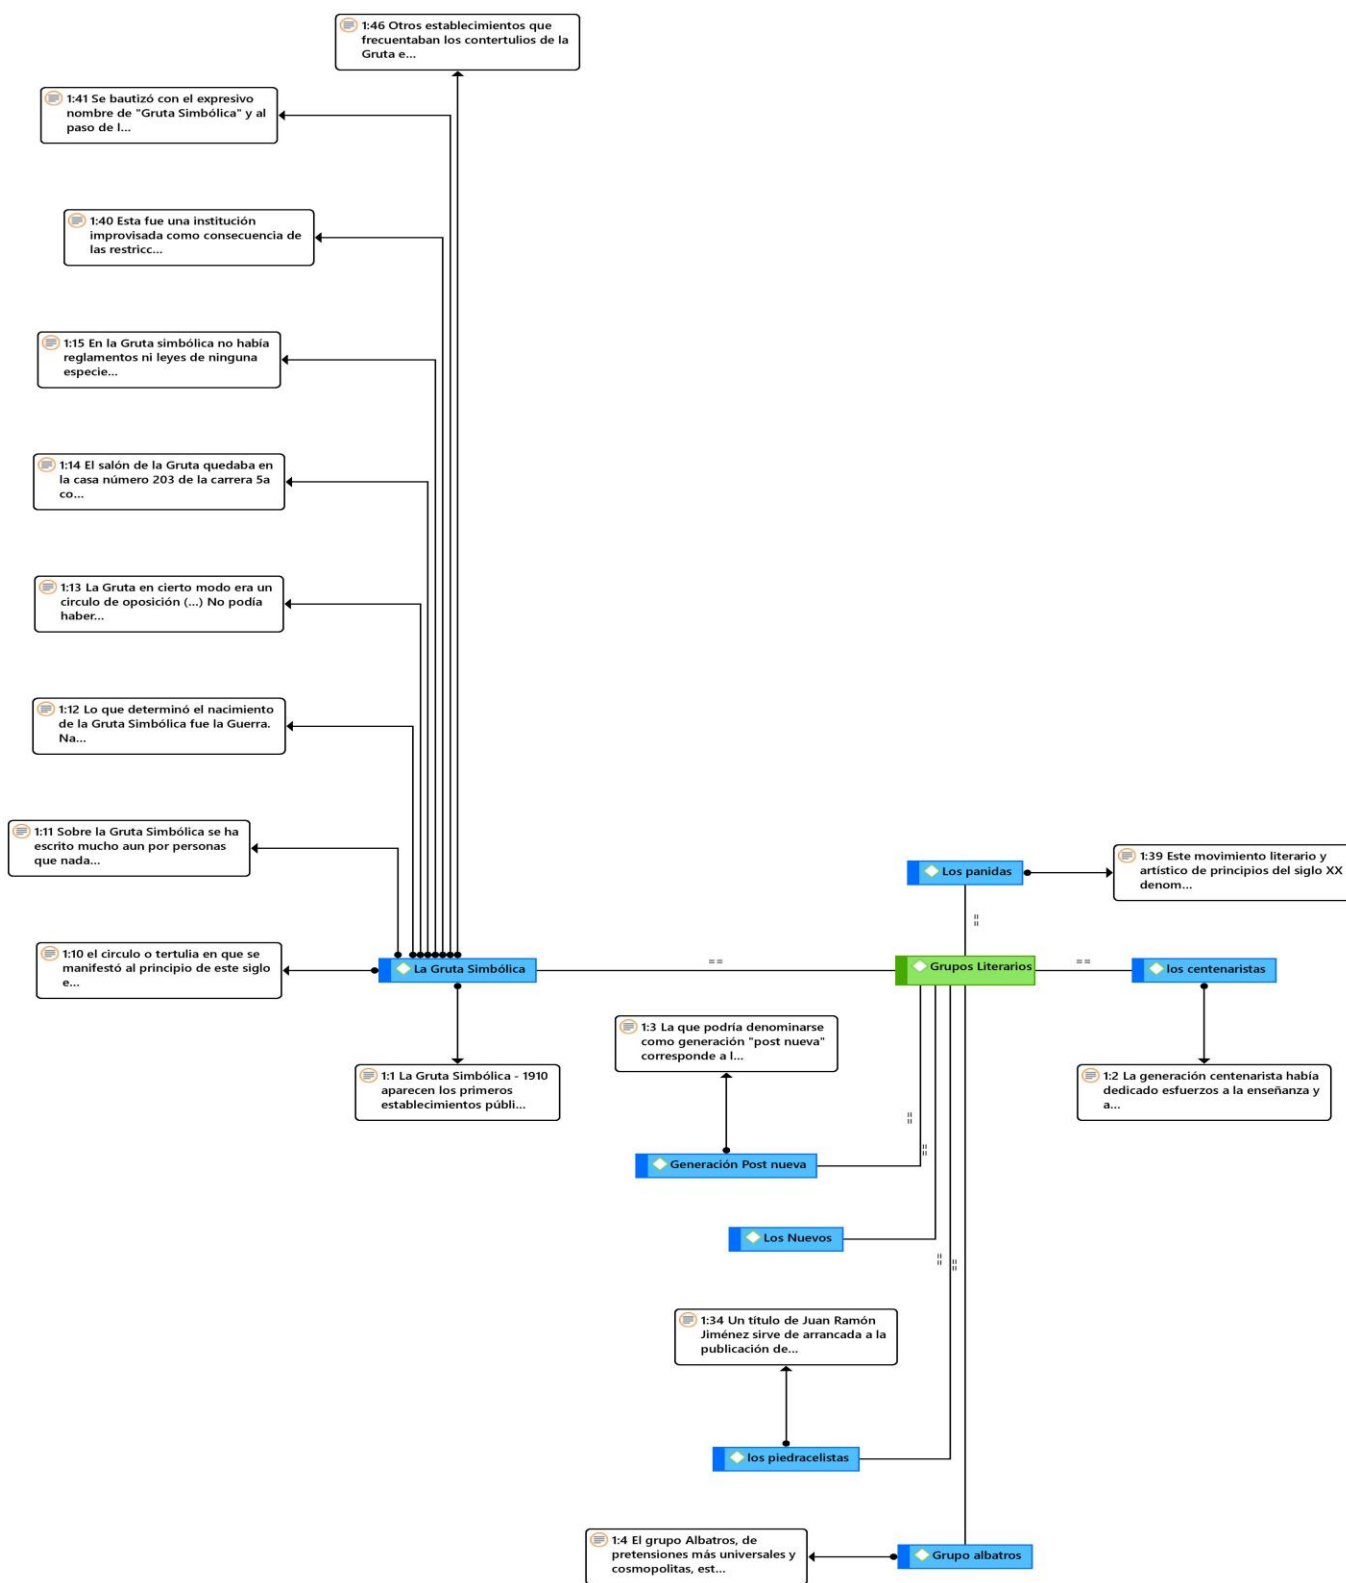 1:46 Otros establecimientos que
frecuentaban los contertulios de la
Gruta e...
1:41 Se bautizó con el expresivo
nombre de "Gruta Simbólica" y al
paso de l...
1:40 Esta fue una institución
improvisada como consecuencia de
las restricc...
1:15 En la Gruta simbólica no había
reglamentos ni leyes de ninguna
especie...
1:14 El salón de la Gruta quedaba en
la casa número 203 de la carrera 5a
co...
1:13 La Gruta en cierto modo era un
circulo de oposición (...) No podía
haber...
1:12 Lo que determinó el nacimiento
de la Gruta Simbólica fue la Guerra.
Na...
1:11 Sobre la Gruta Simbólica se ha
escrito mucho aun por personas
que nada...
1:10 el circulo o tertulia en que se
manifestó al principio de este siglo
e...
La Gruta Simbólica
1:1 La Gruta Simbólica - 1910
aparecen los primeros
establecimientos públi...
Los panidas
1:39 Este movimiento literario y
artístico de principios del siglo XX
denom...
Grupos Literarios
los centenaristas
1:2 La generación centenarista había
dedicado esfuerzos a la enseñanza y
a...
1:3 La que podría denominarse
como generación "post nueva"
corresponde a l...
Generación Post nueva
Los Nuevos
1:34 Un título de Juan Ramón
Jiménez sirve de arrancada a la
publicación de...
los piedracelistas
1:4 El grupo Albatros, de
pretensiones más universales y
cosmopolitas, est...
Grupo albatros